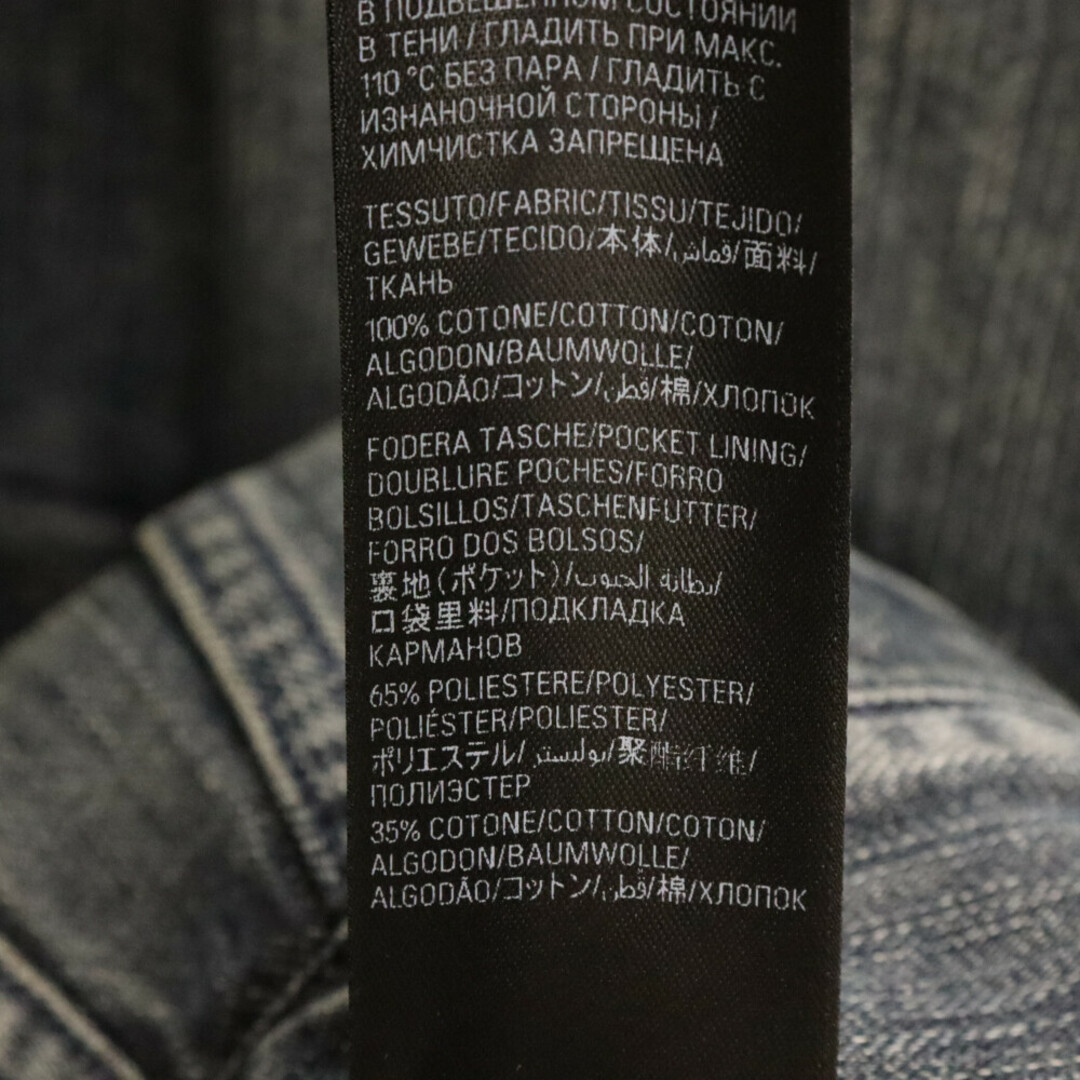 В ПОДВЕШЕННОМ СОСТОЯНИИ
В ТЕНИ / ГЛАДИТЬ ПРИ МАКС.
110 °C БЕЗ ПАРА / ГЛАДИТЬ С
ИЗНАНОЧНОЙ СТОРОНЫ /
ХИМЧИСТКА ЗАПРЕЩЕНА
TESSUTO/FABRIC/TISSU/TEJIDO/
GEWEBE/TECIDO/本体/قماش/面料/
ТКАНЬ
100% COTONE/COTTON/COTON/
ALGODON/BAUMWOLLE/
ALGODÃO/コットン/قطن/棉/ХЛОПОК
FODERA TASCHE/POCKET LINING/
DOUBLURE POCHES/FORRO
BOLSILLOS/TASCHENFUTTER/
FORRO DOS BOLSOS/
裏地(ポケット)/بطانة الجيوب/
口袋里料/ПОДКЛАДКА
КАРМАНОВ
65% POLIESTERE/POLYESTER/
POLIÉSTER/POLIESTER/
ポリエステル/بوليستر/聚酯纤维/
ПОЛИЭСТЕР
35% COTONE/COTTON/COTON/
ALGODON/BAUMWOLLE/
ALGODÃO/コットン/قطن/棉/ХЛОПОК